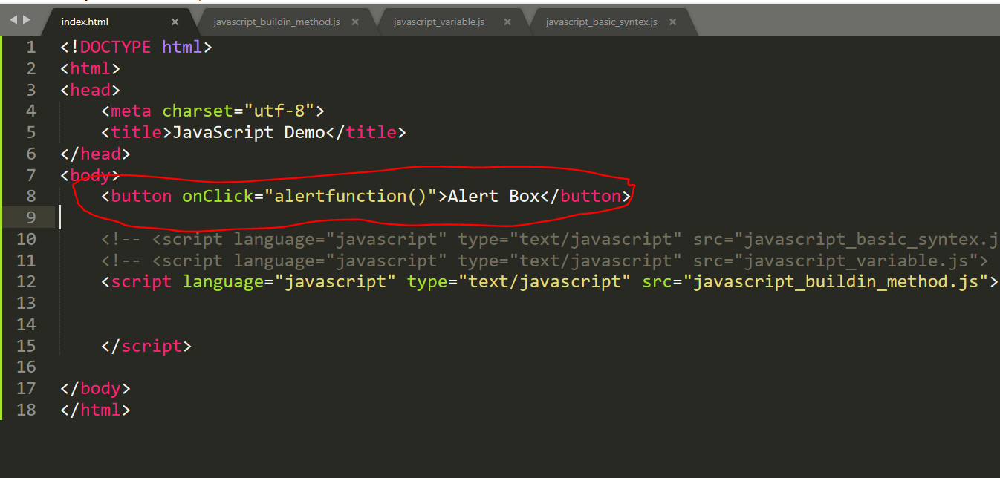 index.html × javascript_buildin_method.js × javascript_variable.js × javascript_basic_syntex.js ×
1 <!DOCTYPE html>
2 <html>
3 <head>
4 <meta charset="utf-8">
5 <title>JavaScript Demo</title>
6 </head>
7 <body>
8 <button onClick="alertfunction()">Alert Box</button>
9
10 <!-- <script language="javascript" type="text/javascript" src="javascript_basic_syntex.j
11 <!-- <script language="javascript" type="text/javascript" src="javascript_variable.js">
12 <script language="javascript" type="text/javascript" src="javascript_buildin_method.js">
13
14
15 </script>
16
17 </body>
18 </html>